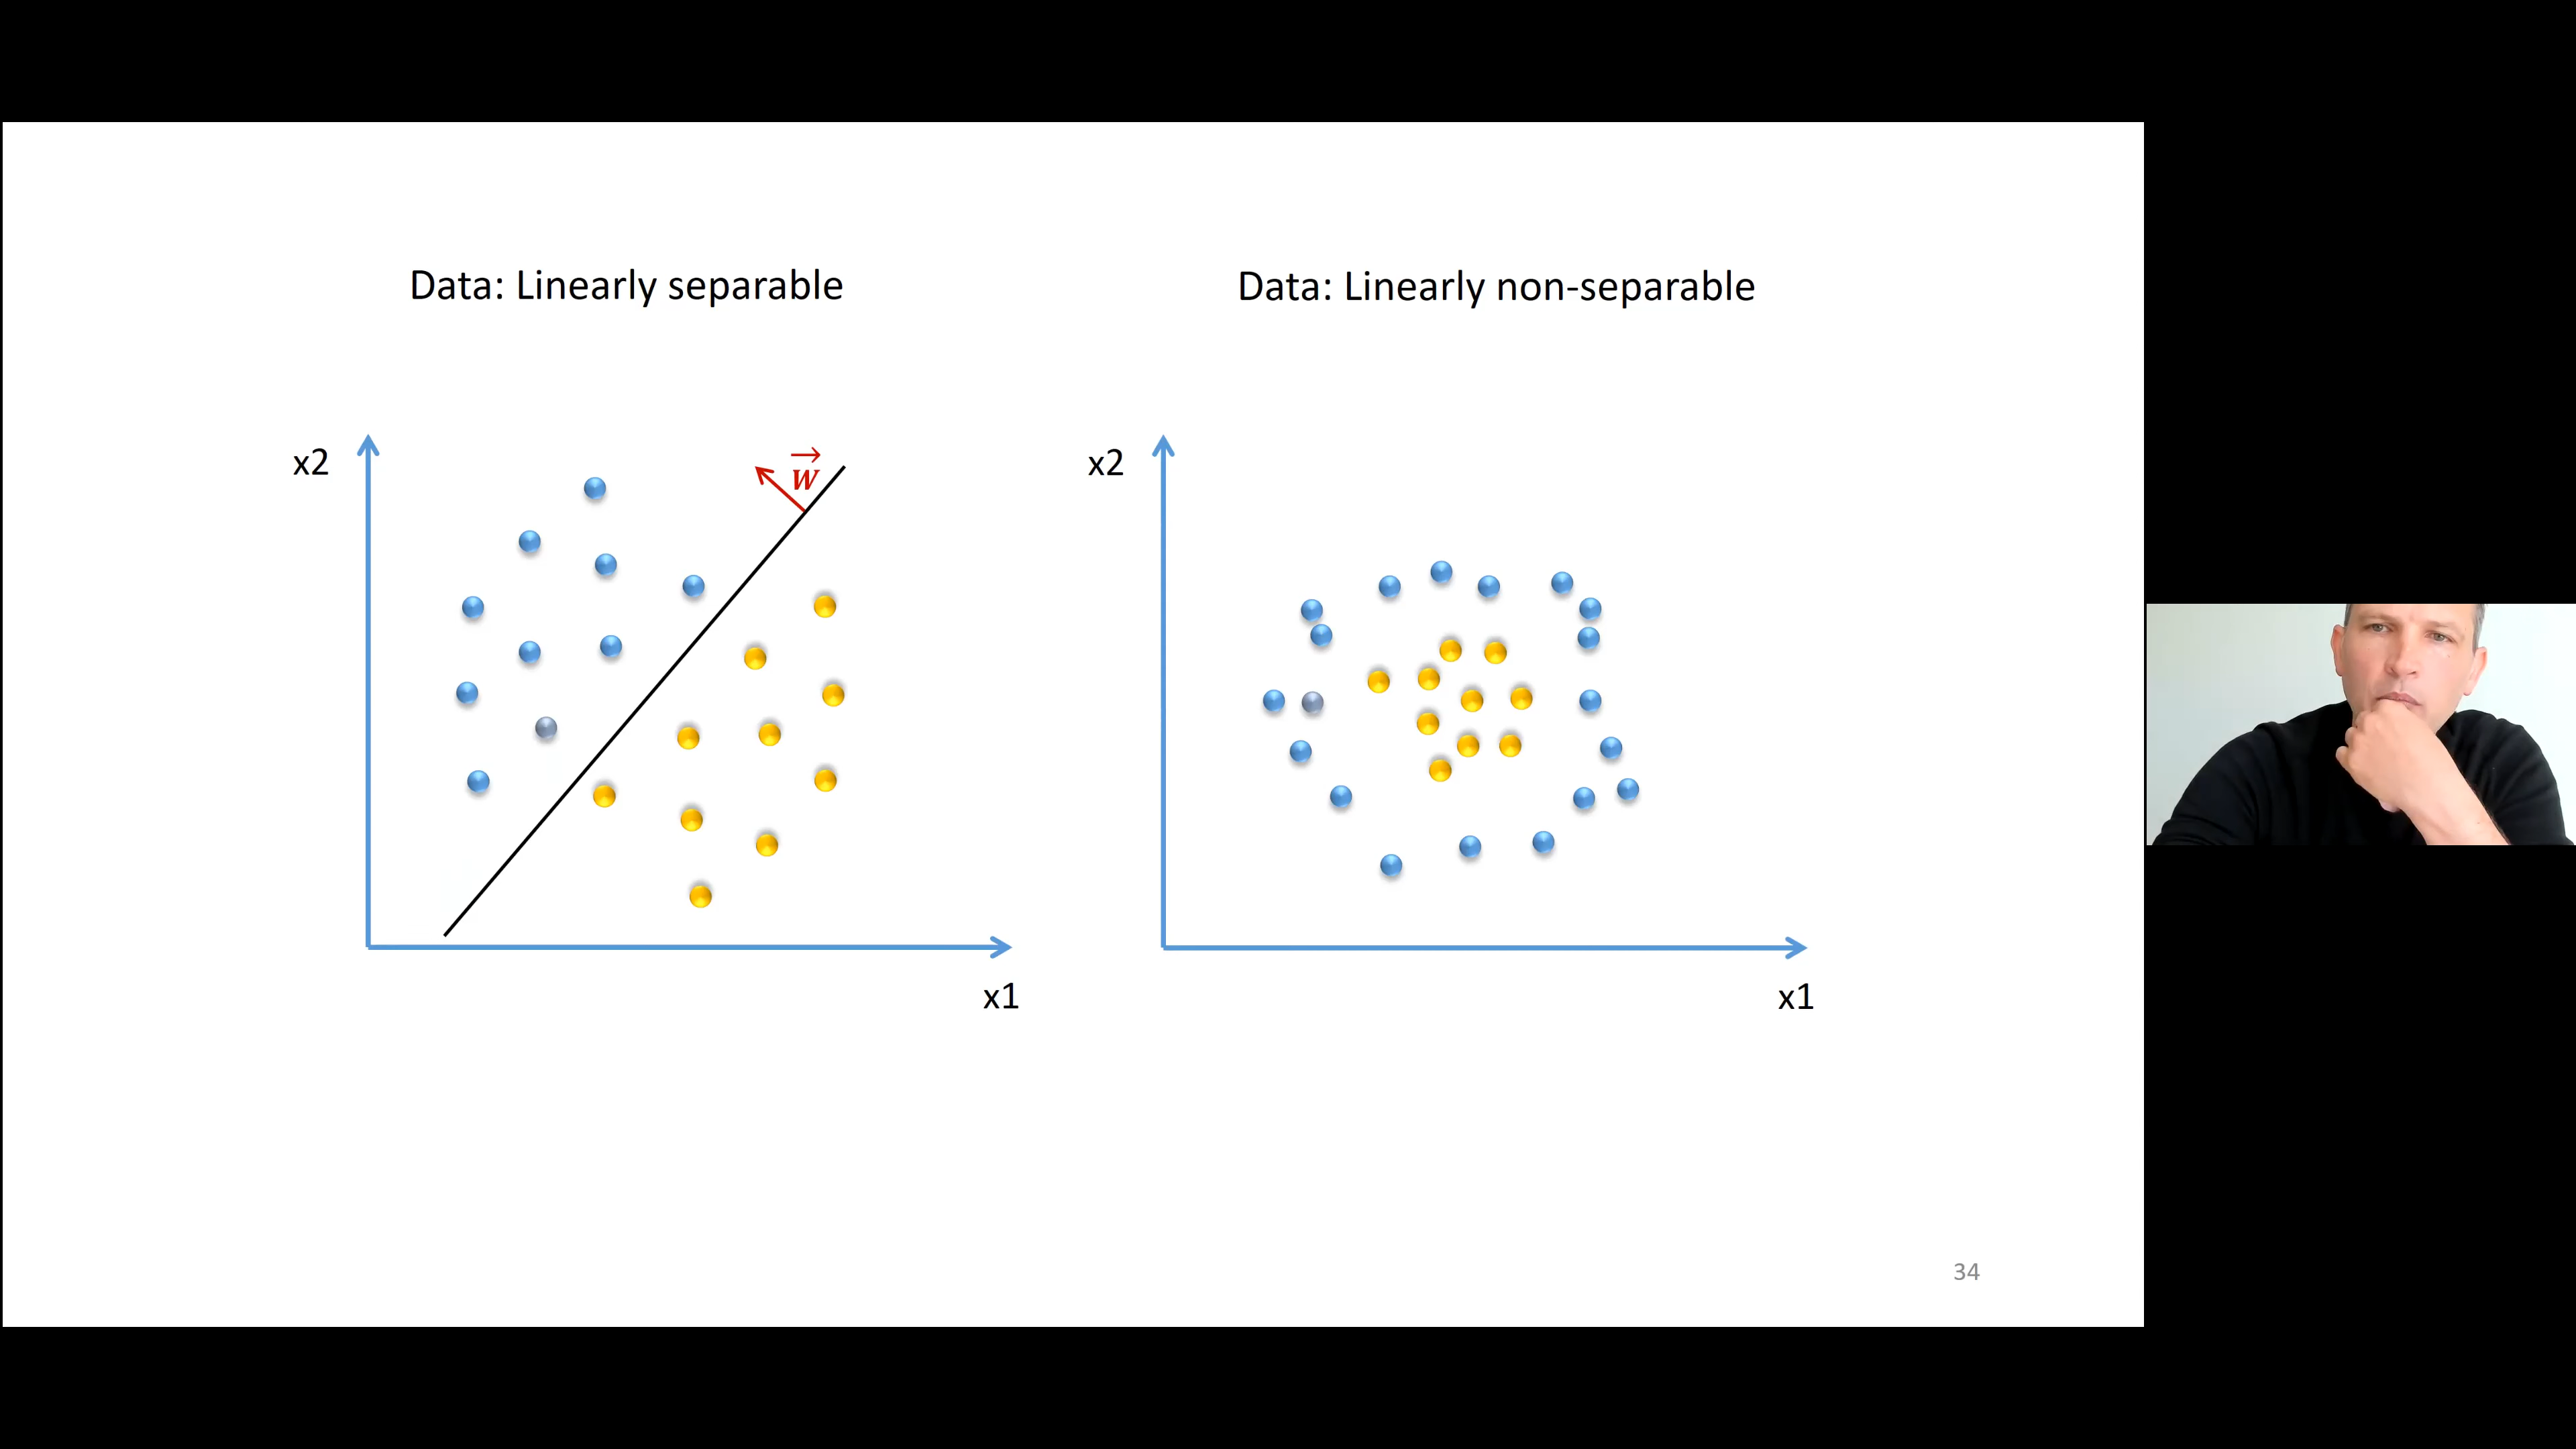 Data: Linearly separable
Data: Linearly non-separable
x2
w
x1
x2
x1
34